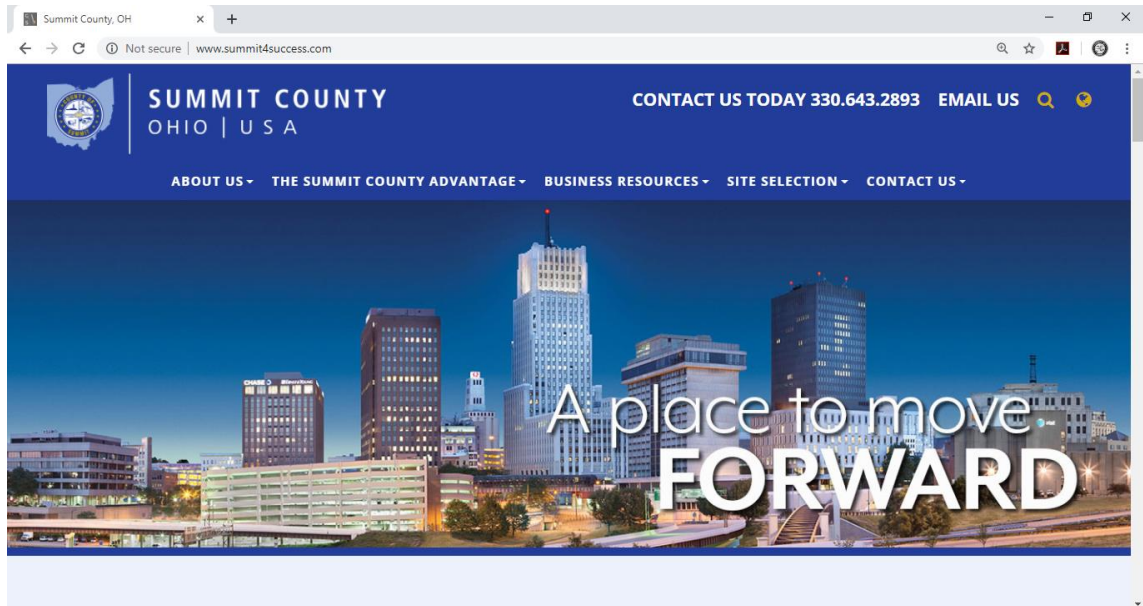 Summit County, OH
Not secure | www.summit4success.com
SUMMIT COUNTY
OHIO | USA
CONTACT US TODAY 330.643.2893 EMAIL US
ABOUT US THE SUMMIT COUNTY ADVANTAGE BUSINESS RESOURCES SITE SELECTION CONTACT US
CHASE
A place to move
FORWARD
at&t